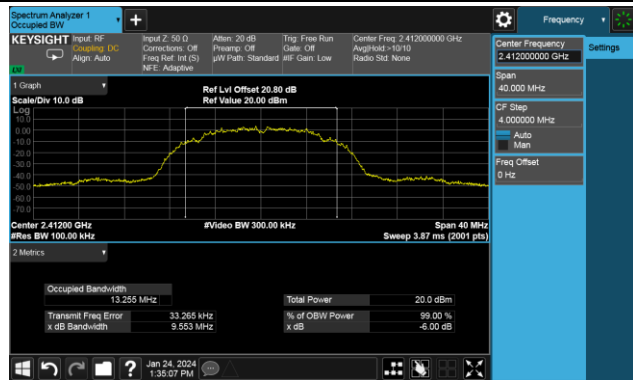 Spectrum Analyzer 1
Occupied BW
+
Frequency
KEYSIGHT
Input: RF
Coupling: DC
Align: Auto
Input Z: 50 Ω
Corrections: Off
Freq Ref: Int (S)
NFE: Adaptive
Atten: 20 dB
Preamp: Off
µW Path: Standard
Trig: Free Run
Gate: Off
#IF Gain: Low
Center Freq: 2.412000000 GHz
Avg|Hold:>10/10
Radio Std: None
LM
Center Frequency
2.412000000 GHz
Settings
Span
40.000 MHz
CF Step
4.000000 MHz
Auto
Man
Freq Offset
0 Hz
1 Graph
Scale/Div 10.0 dB
Ref Lvl Offset 20.80 dB
Ref Value 20.00 dBm
Log
10.0
0.00
-10.0
-20.0
-30.0
-40.0
-50.0
-60.0
-70.0
Center 2.41200 GHz
#Res BW 100.00 kHz
#Video BW 300.00 kHz
Span 40 MHz
Sweep 3.87 ms (2001 pts)
2 Metrics
Occupied Bandwidth
13.255 MHz
Total Power 20.0 dBm
Transmit Freq Error 33.265 kHz
% of OBW Power 99.00 %
x dB Bandwidth 9.553 MHz
x dB -6.00 dB
?
Jan 24, 2024
1:35:07 PM